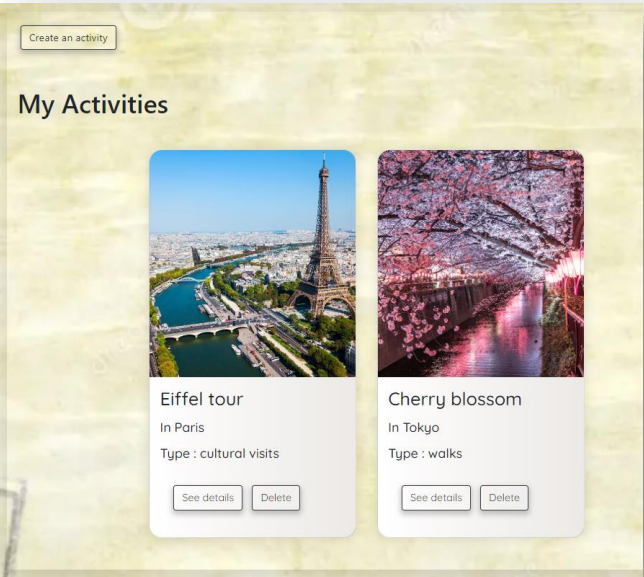 Create an activity
My Activities
Eiffel tour
In Paris
Type : cultural visits
See details
Delete
Cherry blossom
In Tokyo
Type : walks
See details
Delete